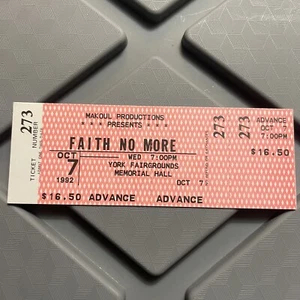 273
TICKET NUMBER
MAKOUL PRODUCTIONS
* * * PRESENTS * * *
FAITH NO MORE
OCT
7
1992
WED 7:00PM
YORK FAIRGROUNDS
MEMORIAL HALL
OCT 7
$16.50 ADVANCE ADVANCE
273
273
ADVANCE
OCT 7
7:00PM
$16.50